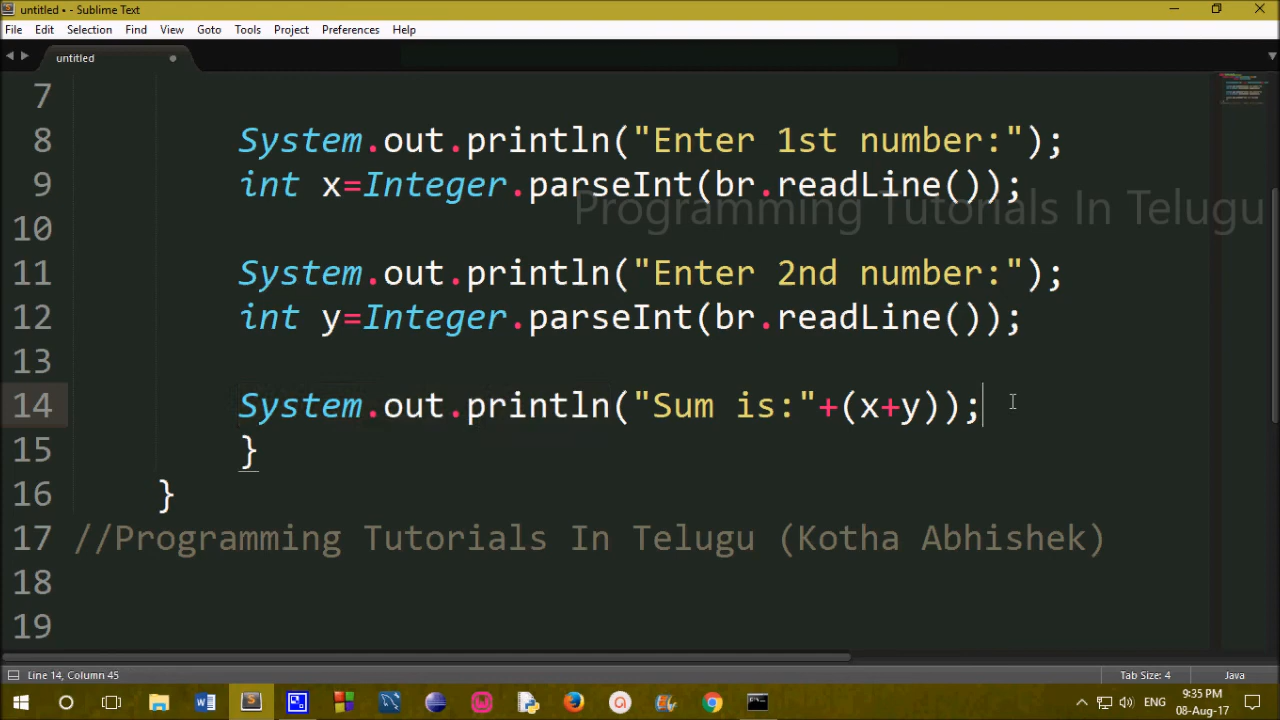 untitled • - Sublime Text
File Edit Selection Find View Goto Tools Project Preferences Help
untitled
7
8 System.out.println("Enter 1st number:");
9 int x=Integer.parseInt(br.readLine());
Programming Tutorials In Telugu
10
11 System.out.println("Enter 2nd number:");
12 int y=Integer.parseInt(br.readLine());
13
14 System.out.println("Sum is:"+(x+y));
15 }
16 }
17 //Programming Tutorials In Telugu (Kotha Abhishek)
18
19
Line 14, Column 45 Tab Size: 4 Java
ENG 9:35 PM
08-Aug-17